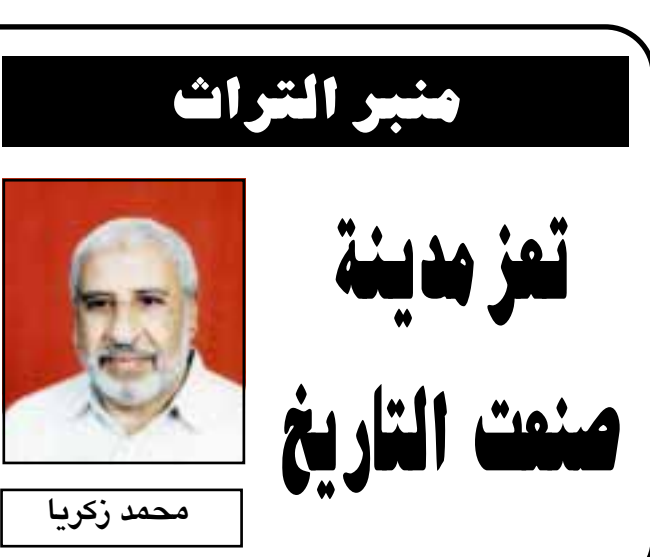 منبر التراث
تعز مدينة
صنعت التاريخ
محمد زكريا